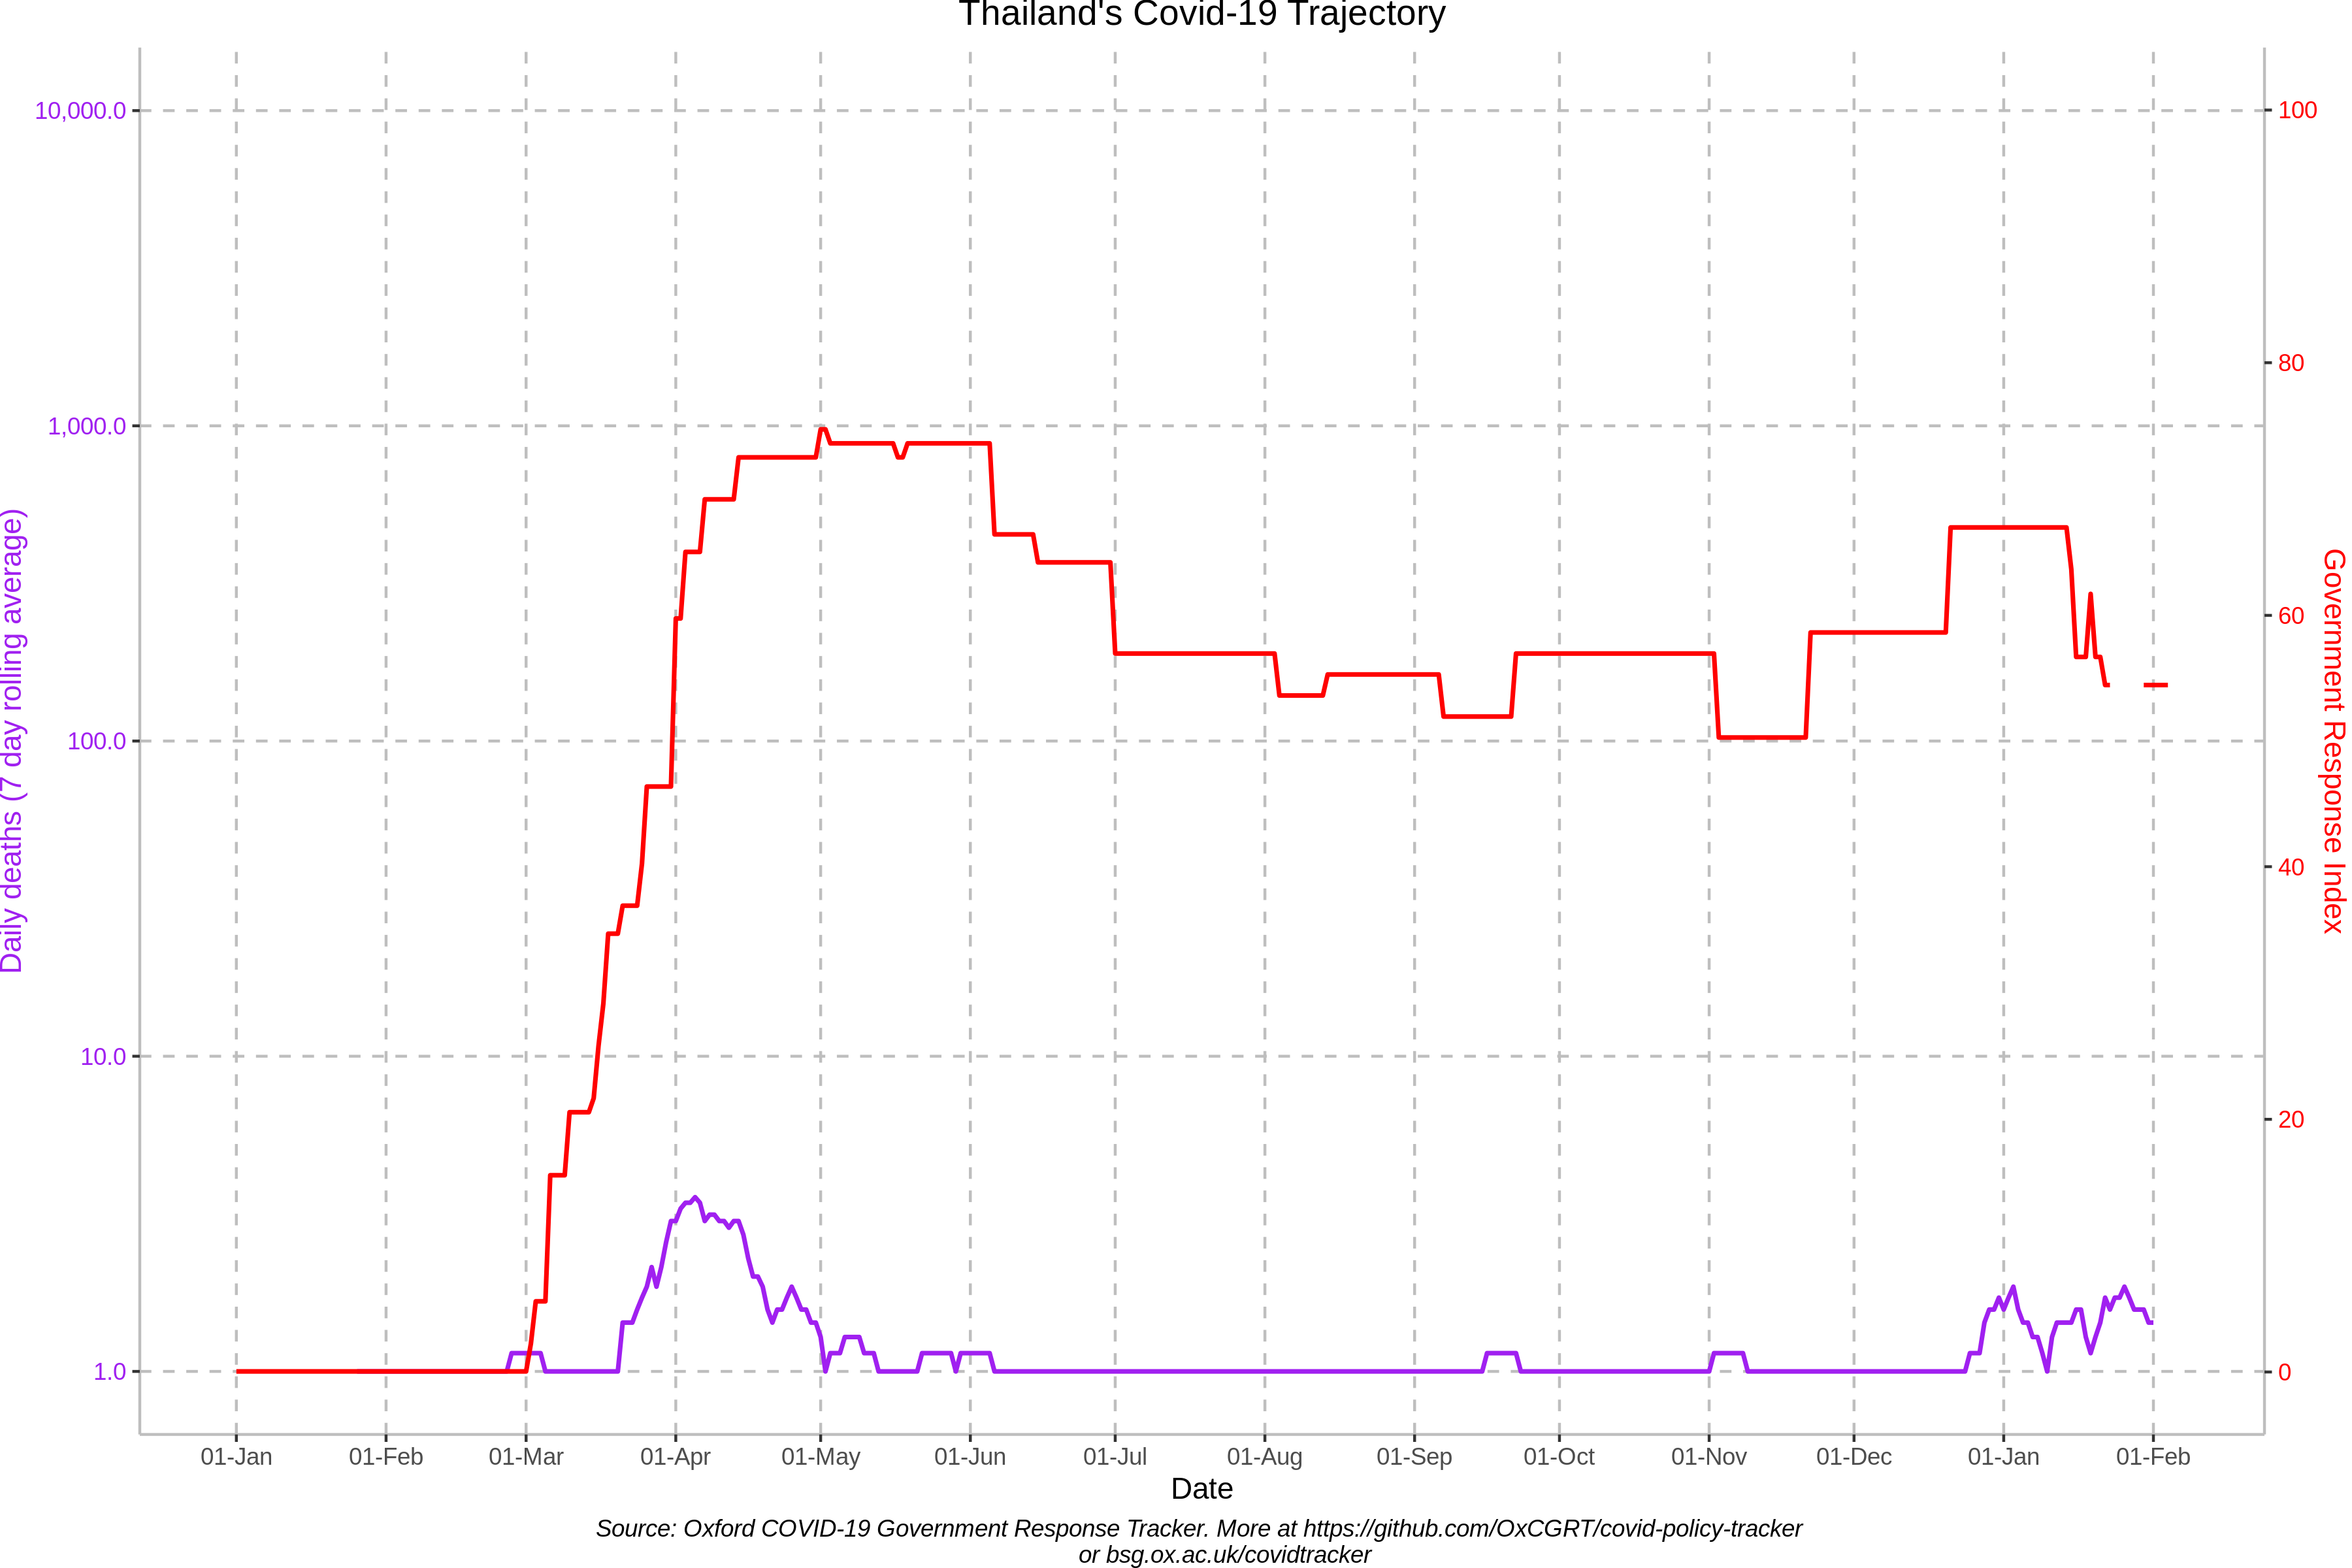 Thailand's Covid-19 Trajectory
10,000.0
1,000.0
100.0
10.0
1.0
Daily deaths (7 day rolling average)
100
80
60
40
20
0
Government Response Index
01-Jan 01-Feb 01-Mar 01-Apr 01-May 01-Jun 01-Jul 01-Aug 01-Sep 01-Oct 01-Nov 01-Dec 01-Jan 01-Feb
Date
Source: Oxford COVID-19 Government Response Tracker. More at https://github.com/OxCGRT/covid-policy-tracker
or bsg.ox.ac.uk/covidtracker